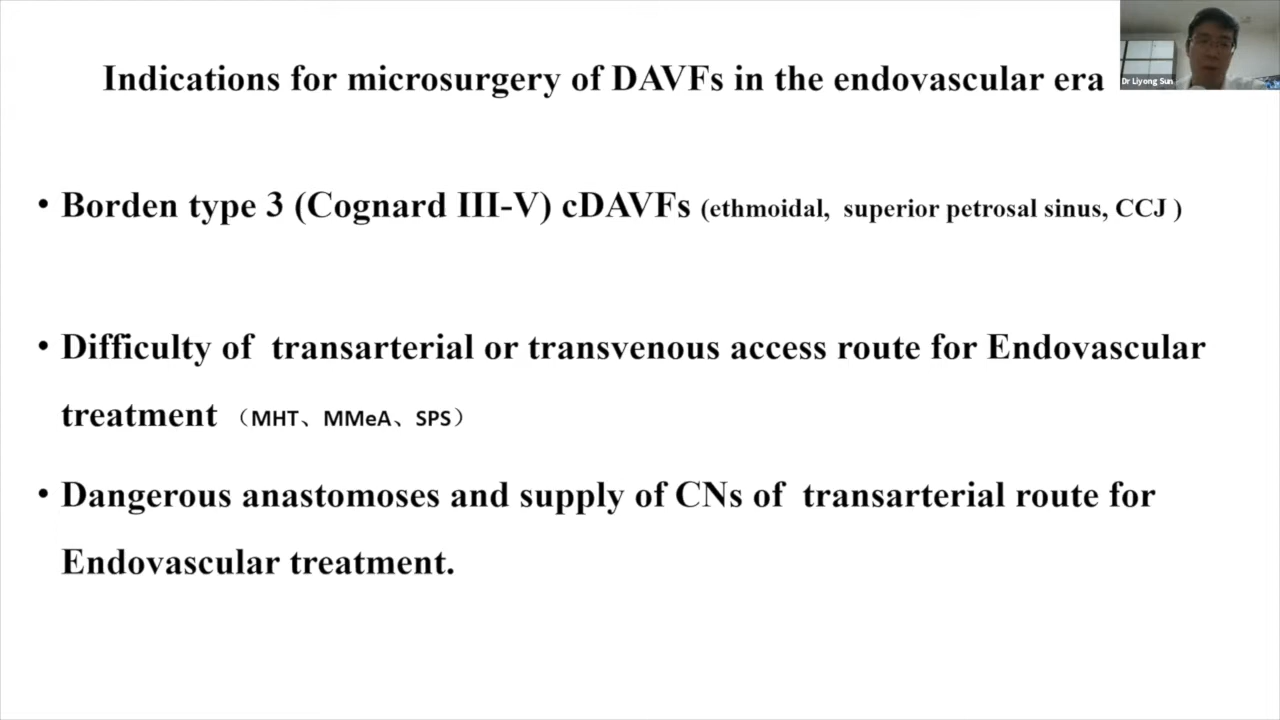 Indications for microsurgery of DAVFs in the endovascular era
Dr Liyong Sun
• Borden type 3 (Cognard III-V) cDAVFs (ethmoidal, superior petrosal sinus, CCJ )
• Difficulty of transarterial or transvenous access route for Endovascular
treatment （MHT、MMeA、SPS）
• Dangerous anastomoses and supply of CNs of transarterial route for
Endovascular treatment.